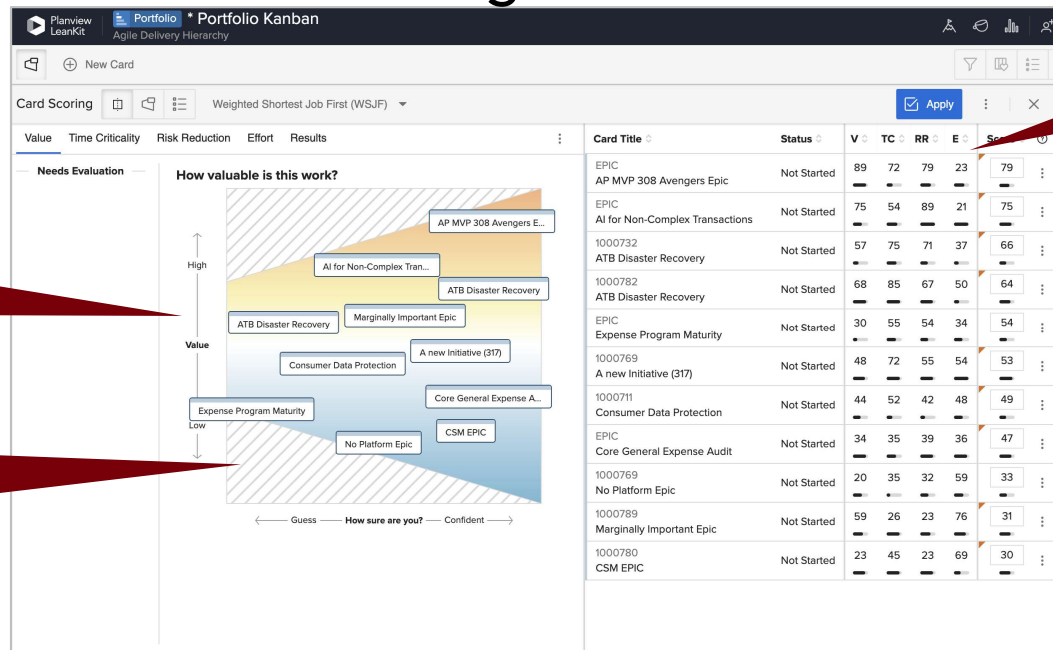 Planview
LeanKit
Portfolio * Portfolio Kanban
Agile Delivery Hierarchy
New Card
Card Scoring
Weighted Shortest Job First (WSJF)
Apply
Value Time Criticality Risk Reduction Effort Results
Needs Evaluation
How valuable is this work?
High
Value
Low
AP MVP 308 Avengers E...
AI for Non-Complex Tran...
ATB Disaster Recovery
Marginally Important Epic
ATB Disaster Recovery
A new Initiative (317)
Consumer Data Protection
Core General Expense A...
Expense Program Maturity
CSM EPIC
No Platform Epic
Guess How sure are you? Confident
Card Title Status V TC RR E
EPIC
AP MVP 308 Avengers Epic Not Started 89 72 79 23 79
EPIC
AI for Non-Complex Transactions Not Started 75 54 89 21 75
1000732
ATB Disaster Recovery Not Started 57 75 71 37 66
1000782
ATB Disaster Recovery Not Started 68 85 67 50 64
EPIC
Expense Program Maturity Not Started 30 55 54 34 54
1000769
A new Initiative (317) Not Started 48 72 55 54 53
1000711
Consumer Data Protection Not Started 44 52 42 48 49
EPIC
Core General Expense Audit Not Started 34 35 39 36 47
1000769
No Platform Epic Not Started 20 35 32 59 33
1000789
Marginally Important Epic Not Started 59 26 23 76 31
1000780
CSM EPIC Not Started 23 45 23 69 30